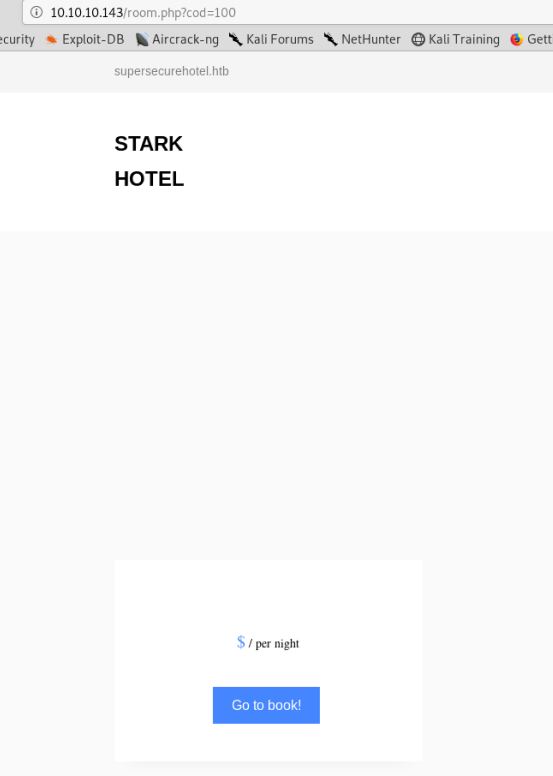 10.10.10.143/room.php?cod=100
ecurity Exploit-DB Aircrack-ng Kali Forums NetHunter Kali Training Gett
supersecurehotel.htb
STARK
HOTEL
$ / per night
Go to book!